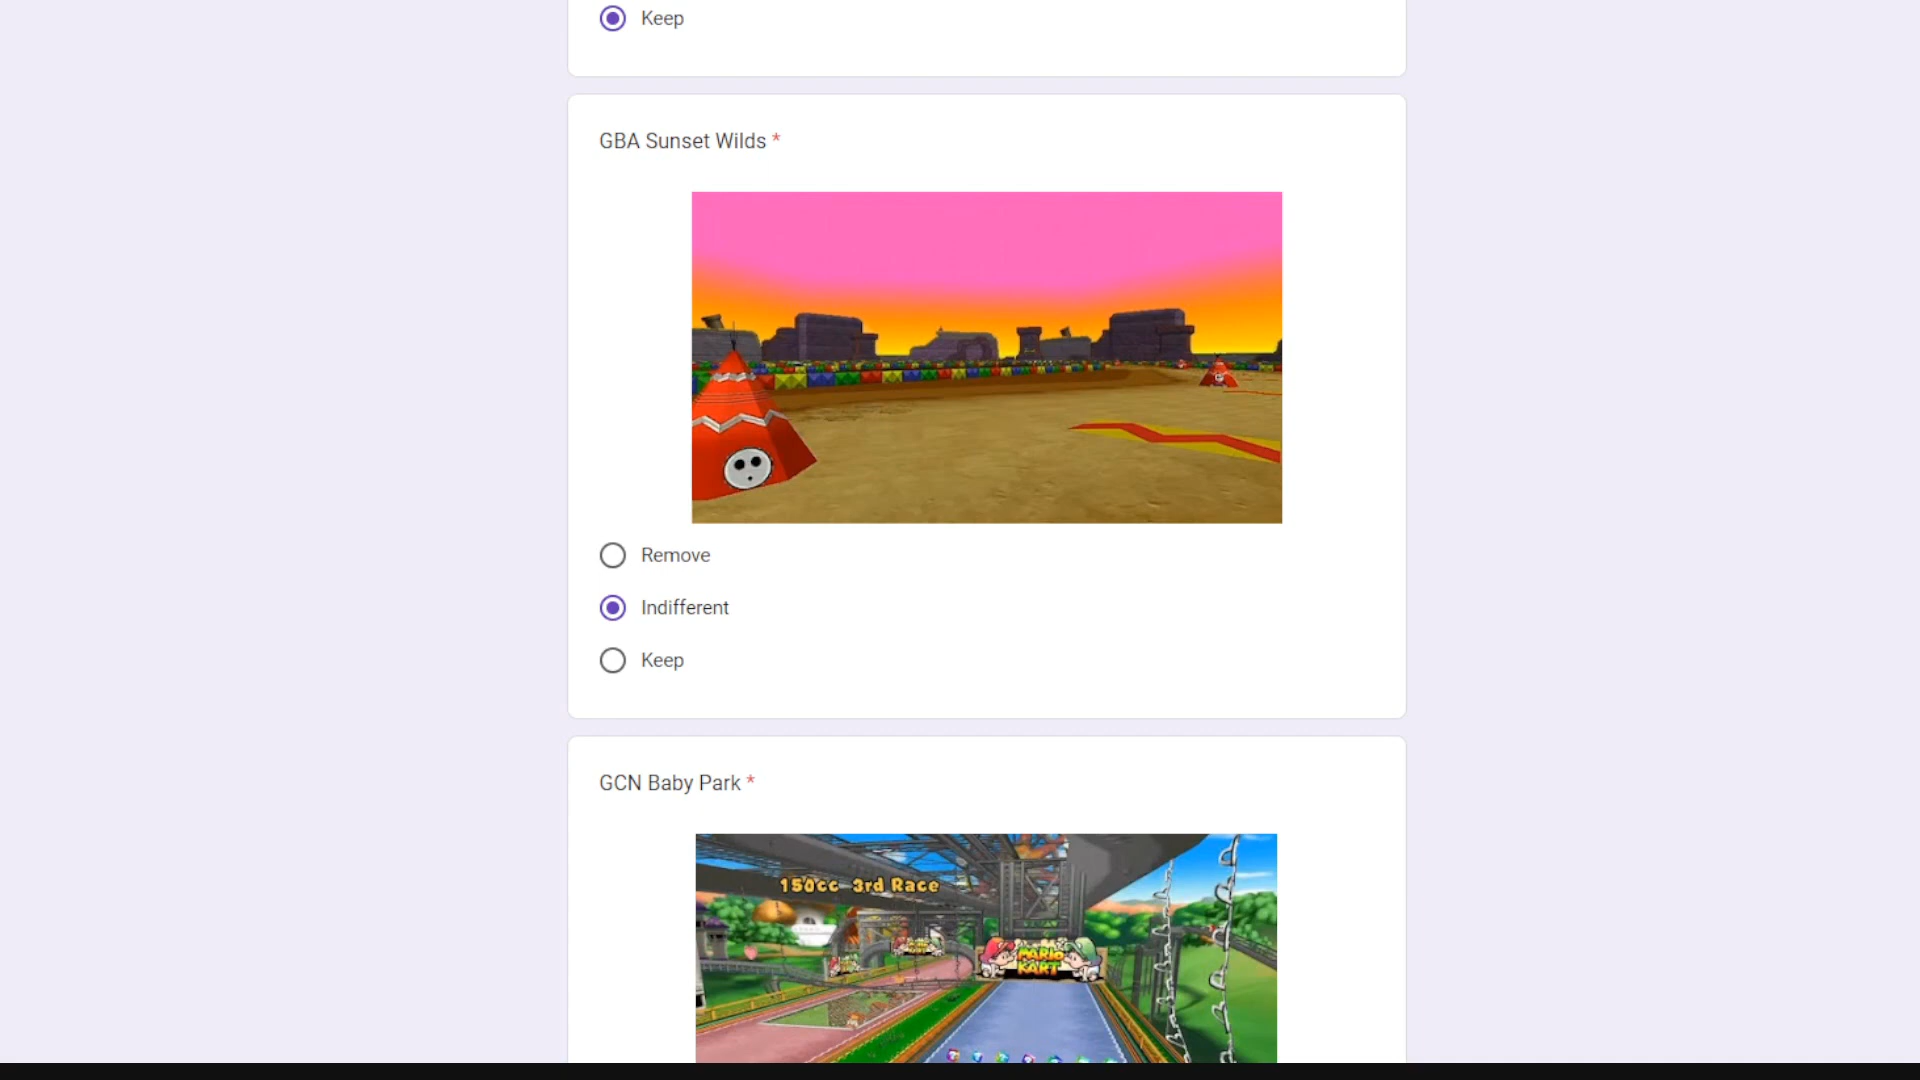 Keep
GBA Sunset Wilds *
Remove
Indifferent
Keep
GCN Baby Park *
150cc 3rd Race
MARIO
KART